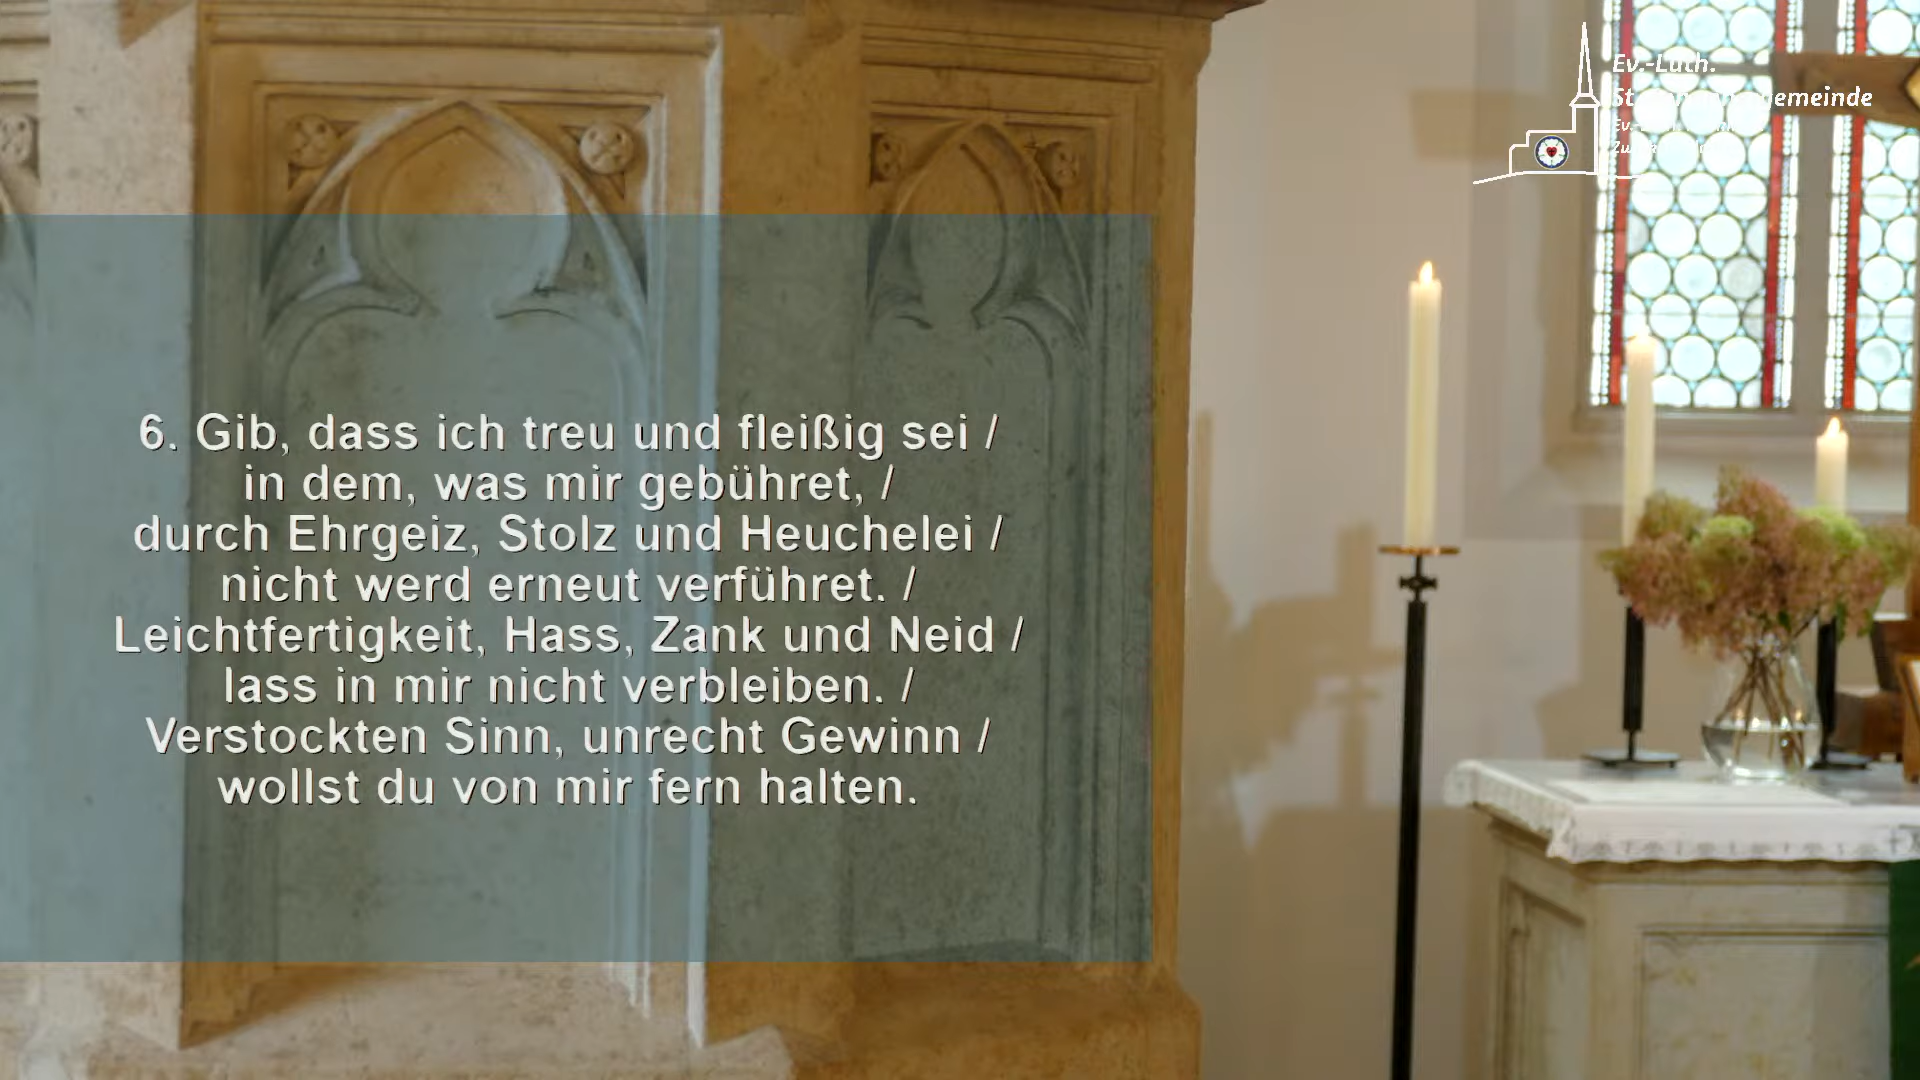 Ev.-Luth.
6. Gib, dass ich treu und fleißig sei /
in dem, was mir gebühret, /
durch Ehrgeiz, Stolz und Heuchelei /
nicht werd erneut verführet. /
Leichtfertigkeit, Hass, Zank und Neid /
lass in mir nicht verbleiben. /
Verstockten Sinn, unrecht Gewinn /
wollst du von mir fern halten.